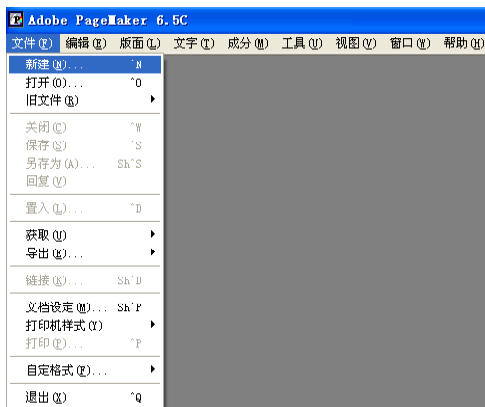 Adobe PageMaker 6.5C
文件(F) 编辑(E) 版面(L) 文字(T) 成分(M) 工具(U) 视图(V) 窗口(W) 帮助(H)
新建(N)... ^N
打开(O)... ^O
旧文件(R)
关闭(C) ^W
保存(S) ^S
另存为(A)... Sh^S
回复(V)
置入(L)... ^D
获取(U)
导出(E)...
链接(K)... Sh^D
文档设定(M)... Sh^P
打印机样式(Y)
打印(P)... ^P
自定格式(F)...
退出(X) ^Q